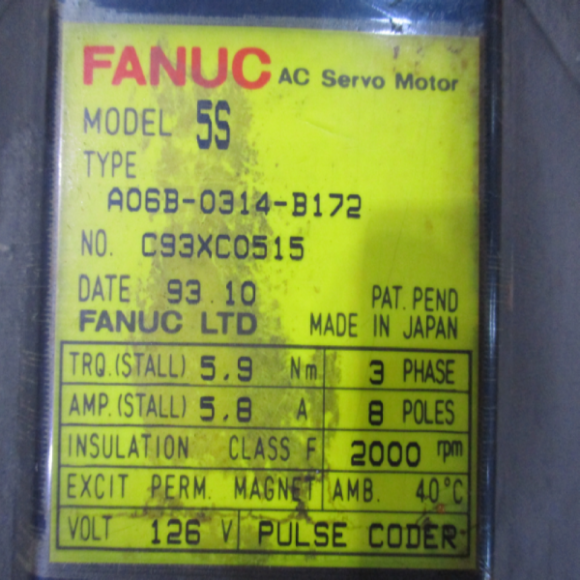 FANUC AC Servo Motor
MODEL 5S
TYPE
A06B-0314-B172
NO. C93XC0515
DATE 93.10 PAT. PEND
FANUC LTD MADE IN JAPAN
TRQ.(STALL) 5.9 Nm 3 PHASE
AMP.(STALL) 5.8 A 8 POLES
INSULATION CLASS F 2000 rpm
EXCIT PERM. MAGNET AMB. 40°C
VOLT 126 V PULSE CODER